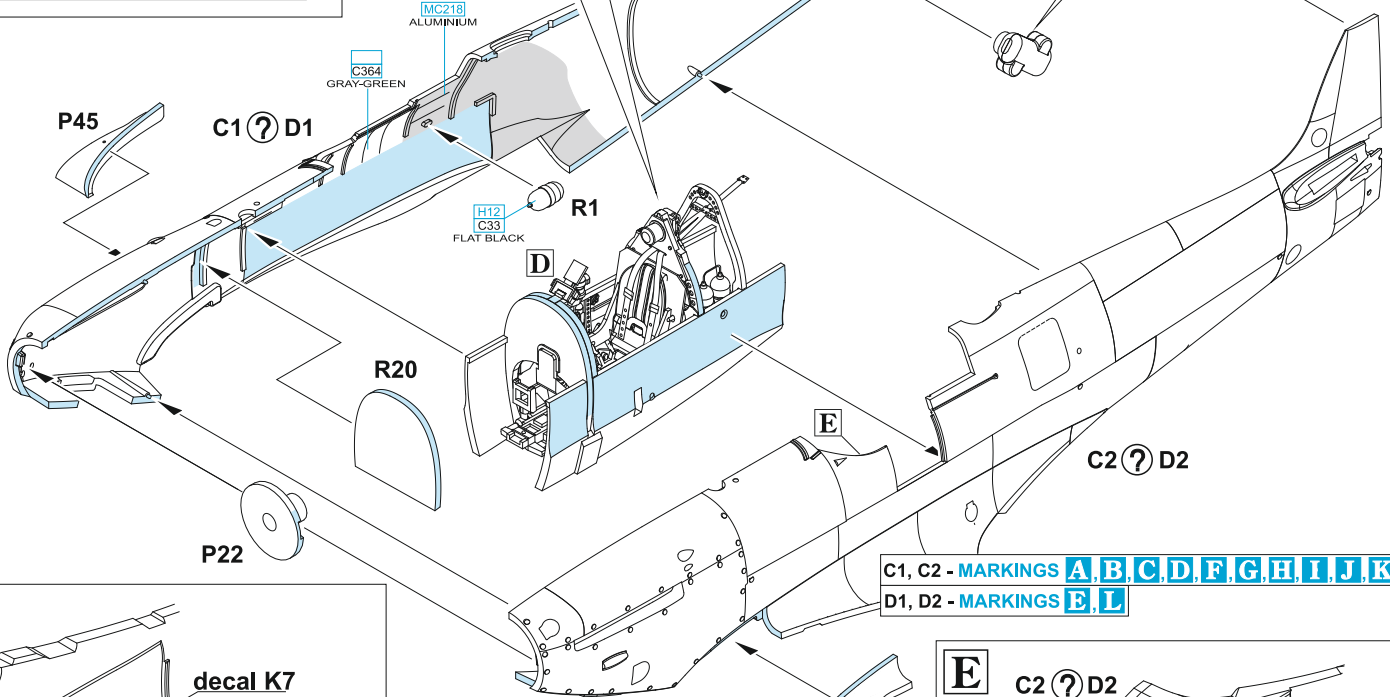 MC218
ALUMINIUM
C364
GRAY-GREEN
P45
C1 ? D1
H12
C33
FLAT BLACK
R1
D
R20
E
C2 ? D2
P22
C1, C2 - MARKINGS A, B, C, D, F, G, H, I, J, K
D1, D2 - MARKINGS E, L
decal K7
E
C2 ? D2